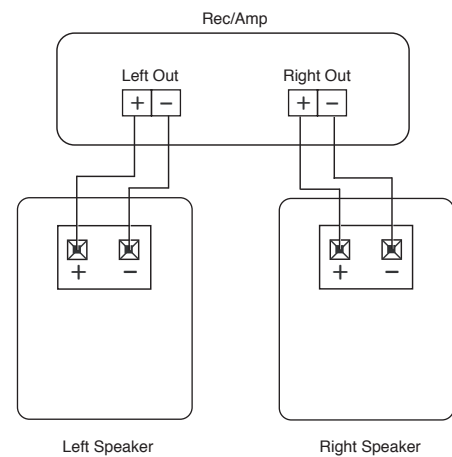 Rec/Amp
Left Out
Right Out
+ −
+ −
+ −
+ −
Left Speaker
Right Speaker